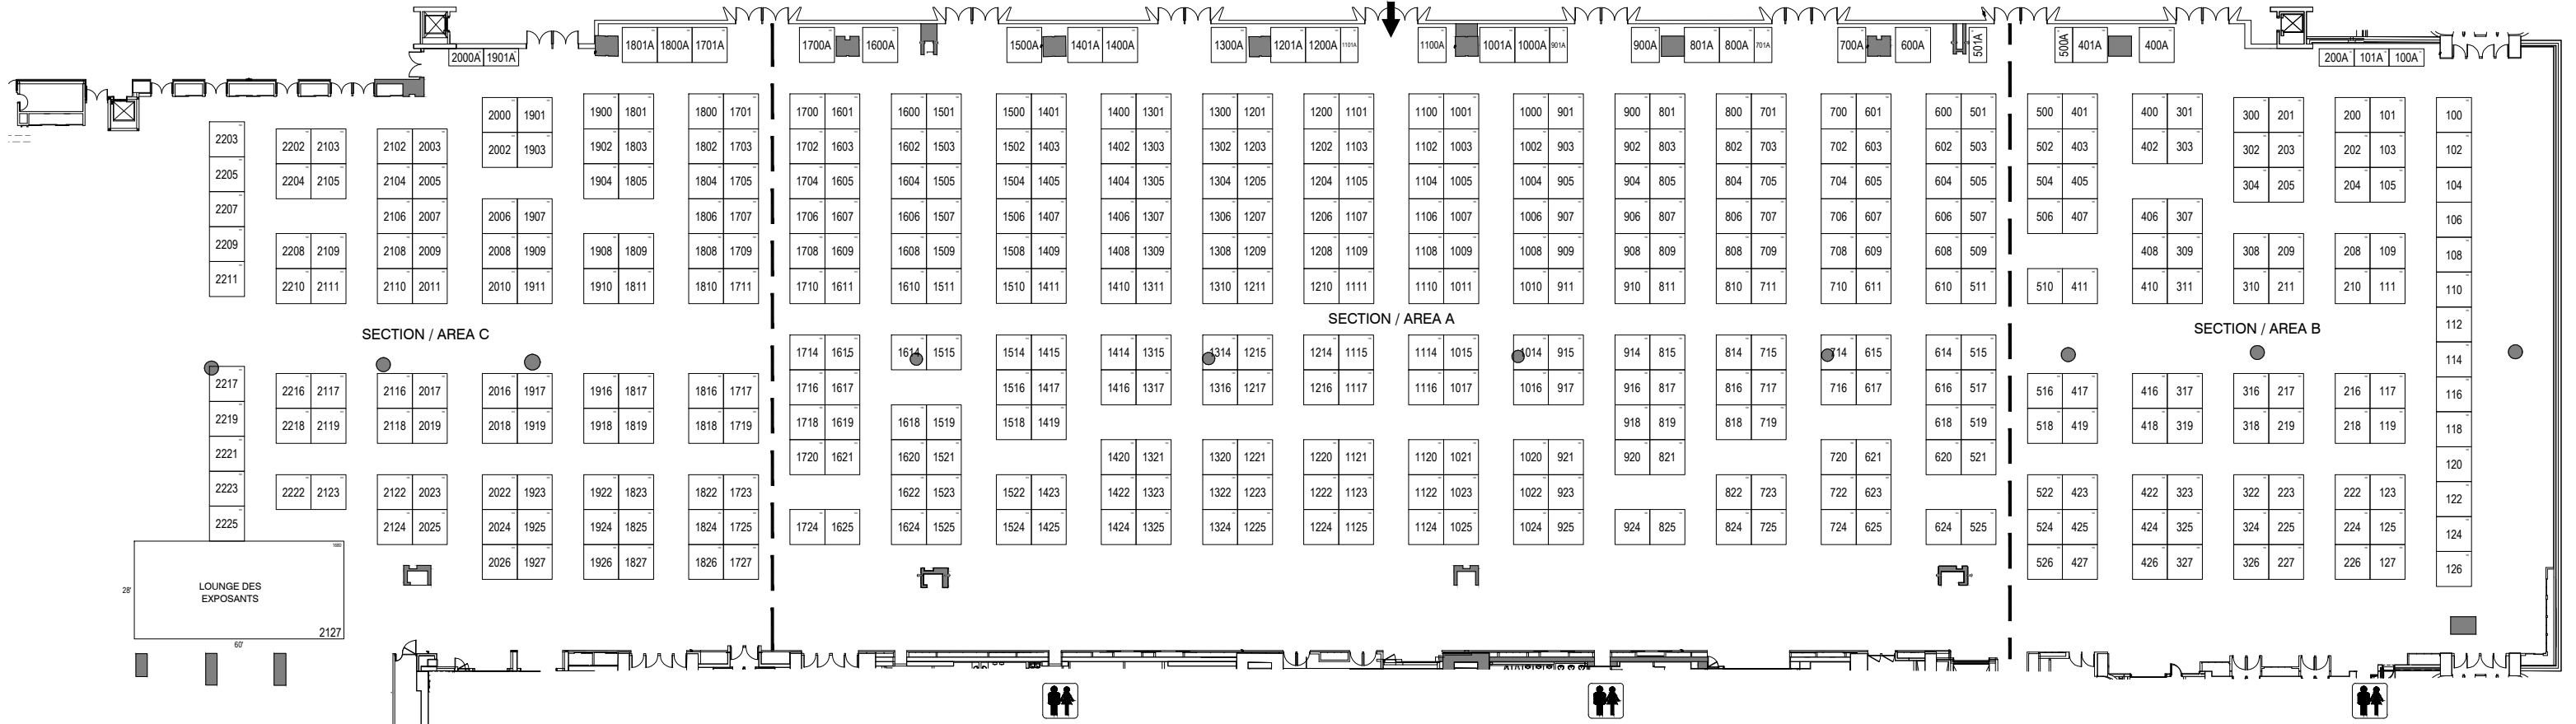 1801A 1800A 1701A 1700A 1600A 1500A 1401A 1400A 1300A 1201A 1200A 1101A 1100A 1001A 1000A 901A 900A 801A 800A 701A 700A 600A 501A 500A 401A 400A
2000A 1901A 200A 101A 100A
1900 1801 1800 1701 1700 1601 1600 1501 1500 1401 1400 1301 1300 1201 1200 1101 1100 1001 1000 901 900 801 800 701 700 601 600 501 500 401 400 301
2000 1901 300 201 200 101 100
2203 2202 2103 2102 2003 2002 1903 1902 1803 1802 1703 1702 1603 1602 1503 1502 1403 1402 1303 1302 1203 1202 1103 1102 1003 1002 903 902 803 802 703 702 603 602 503 502 403 402 303 302 203 202 103 102
2205 2204 2105 2104 2005 1904 1805 1804 1705 1704 1605 1604 1505 1504 1405 1404 1305 1304 1205 1204 1105 1104 1005 1004 905 904 805 804 705 704 605 604 505 504 405 304 205 204 105 104
2207 2106 2007 2006 1907 1806 1707 1706 1607 1606 1507 1506 1407 1406 1307 1306 1207 1206 1107 1106 1007 1006 907 906 807 806 707 706 607 606 507 506 407 406 307 106
2209 2208 2109 2108 2009 2008 1909 1908 1809 1808 1709 1708 1609 1608 1509 1508 1409 1408 1309 1308 1209 1208 1109 1108 1009 1008 909 908 809 808 709 708 609 608 509 408 309 308 209 208 109 108
2211 2210 2111 2110 2011 2010 1911 1910 1811 1810 1711 1710 1611 1610 1511 1510 1411 1410 1311 1310 1211 1210 1111 1110 1011 1010 911 910 811 810 711 710 611 610 511 510 411 410 311 310 211 210 111 110
SECTION / AREA A
SECTION / AREA C
SECTION / AREA B
112
1714 1615 1614 1515 1514 1415 1414 1315 1314 1215 1214 1115 1114 1015 1014 915 914 815 814 715 714 615 614 515 114
2217 2216 2117 2116 2017 2016 1917 1916 1817 1816 1717 1716 1617 1516 1417 1416 1317 1316 1217 1216 1117 1116 1017 1016 917 916 817 816 717 716 617 616 517 516 417 416 317 316 217 216 117 116
2219 2218 2119 2118 2019 2018 1919 1918 1819 1818 1719 1718 1619 1618 1519 1518 1419 918 819 818 719 618 519 518 419 418 319 318 219 218 119 118
2221 1720 1621 1620 1521 1420 1321 1320 1221 1220 1121 1120 1021 1020 921 920 821 720 621 620 521 120
2223 2222 2123 2122 2023 2022 1923 1922 1823 1822 1723 1622 1523 1522 1423 1422 1323 1322 1223 1222 1123 1122 1023 1022 923 822 723 722 623 522 423 422 323 322 223 222 123 122
2225 2124 2025 2024 1925 1924 1825 1824 1725 1724 1625 1624 1525 1524 1425 1424 1325 1324 1225 1224 1125 1124 1025 1024 925 924 825 824 725 724 625 624 525 524 425 424 325 324 225 224 125 124
2026 1927 1926 1827 1826 1727 526 427 426 327 326 227 226 127 126
LOUNGE DES
EXPOSANTS
28'
2127
60'